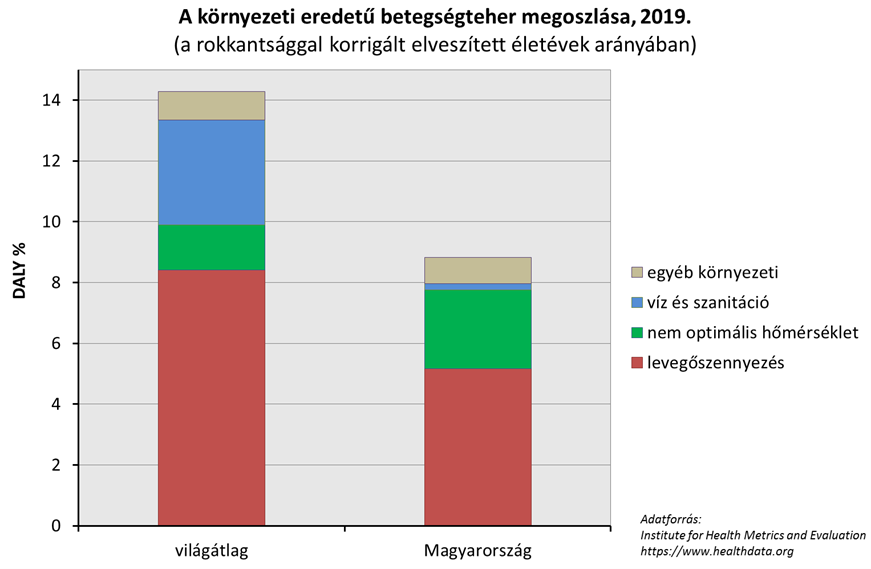 A környezeti eredetű betegségteher megoszlása, 2019.
(a rokkantsággal korrigált elveszített életévek arányában)
DALY %
14
12
10
8
6
4
2
0
világátlag
Magyarország
egyéb környezeti
víz és szanitáció
nem optimális hőmérséklet
levegőszennyezés
Adatforrás:
Institute for Health Metrics and Evaluation
https://www.healthdata.org